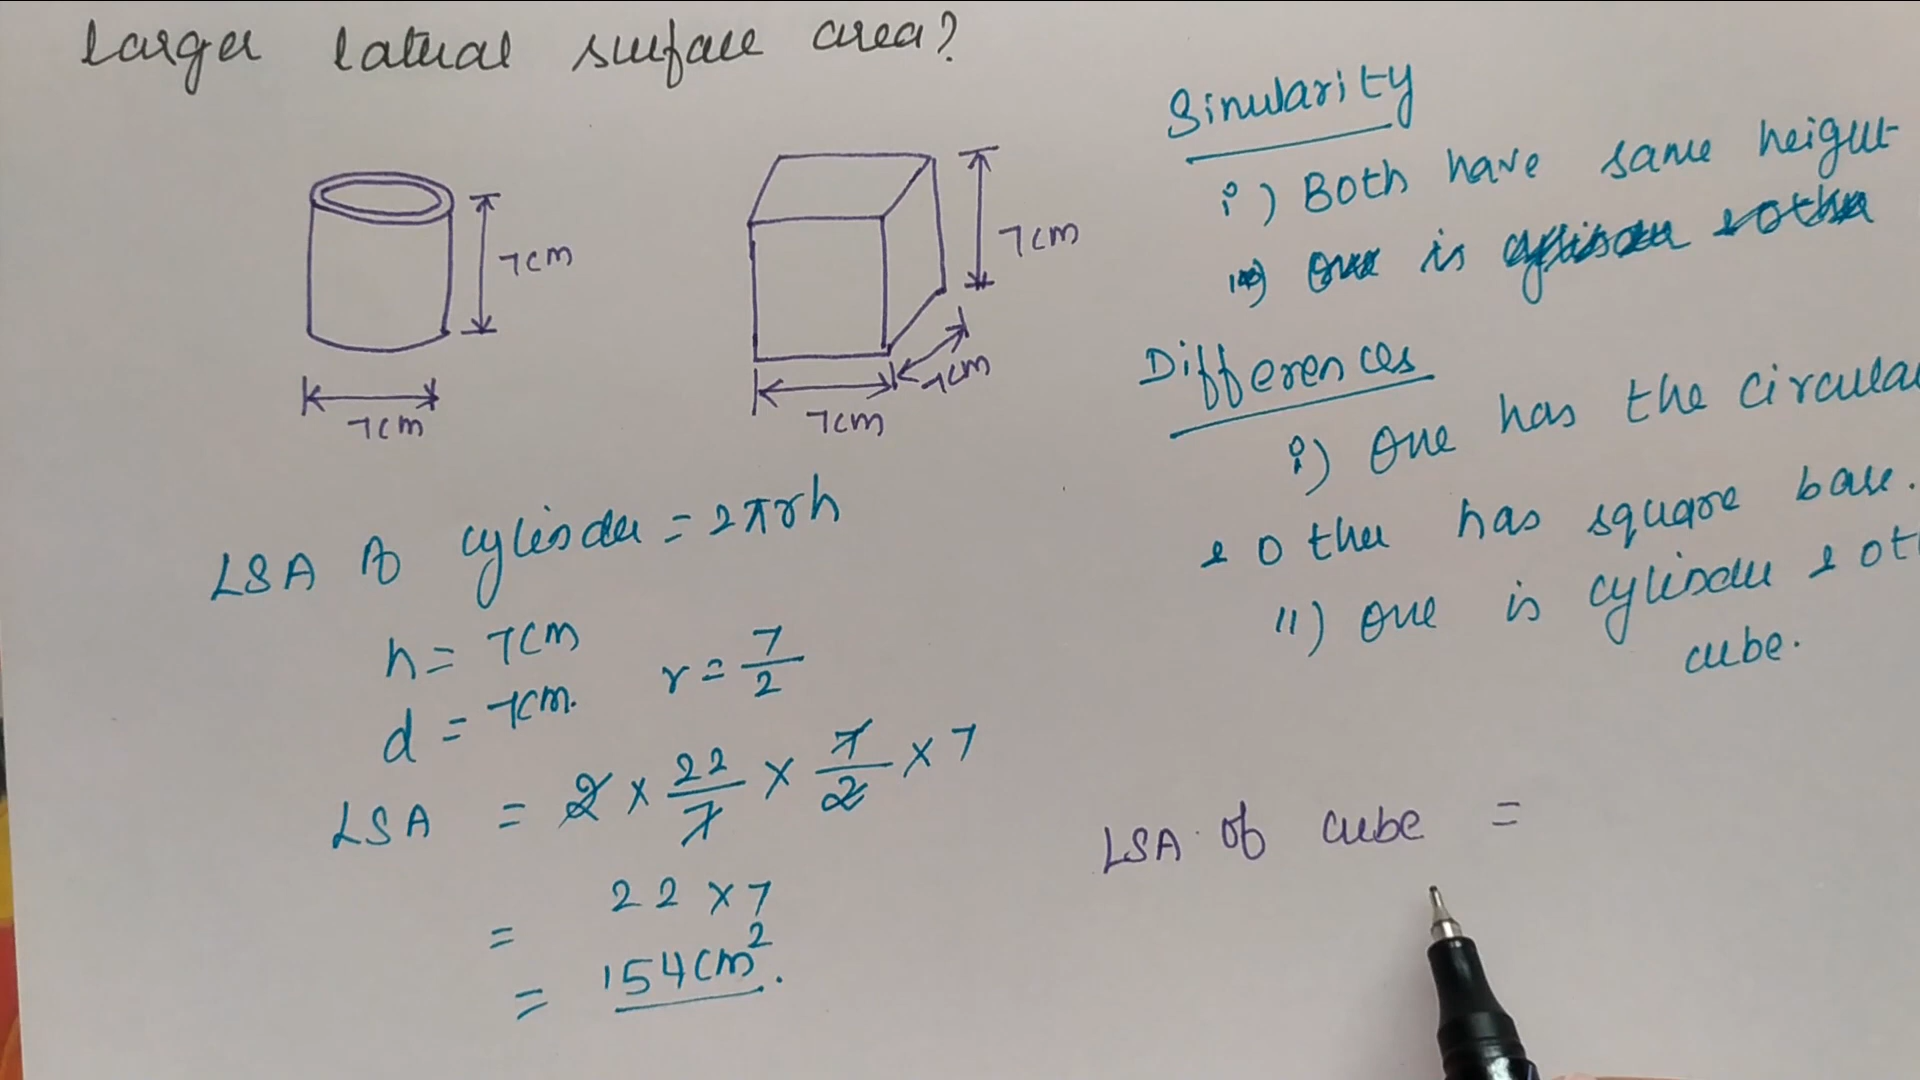 Larger lateral surface area?
7cm
7cm
7cm
7cm
7cm
LSA of cylinder = 2πrh
h = 7cm
d = 7cm. r = 7/2
LSA = 2 × 22/7 × 7/2 × 7
= 22 × 7
= 154cm².
Similarity
i) Both have same height
is
Differences
i) One has the circular
& other has square base.
ii) One is cylinder &
cube.
LSA of cube =